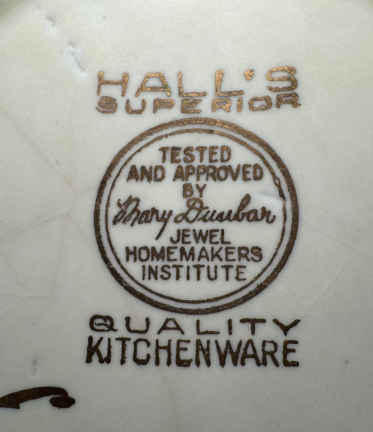 HALL'S
SUPERIOR
TESTED
AND APPROVED
BY
Mary Dunbar
JEWEL
HOMEMAKERS
INSTITUTE
QUALITY
KITCHENWARE